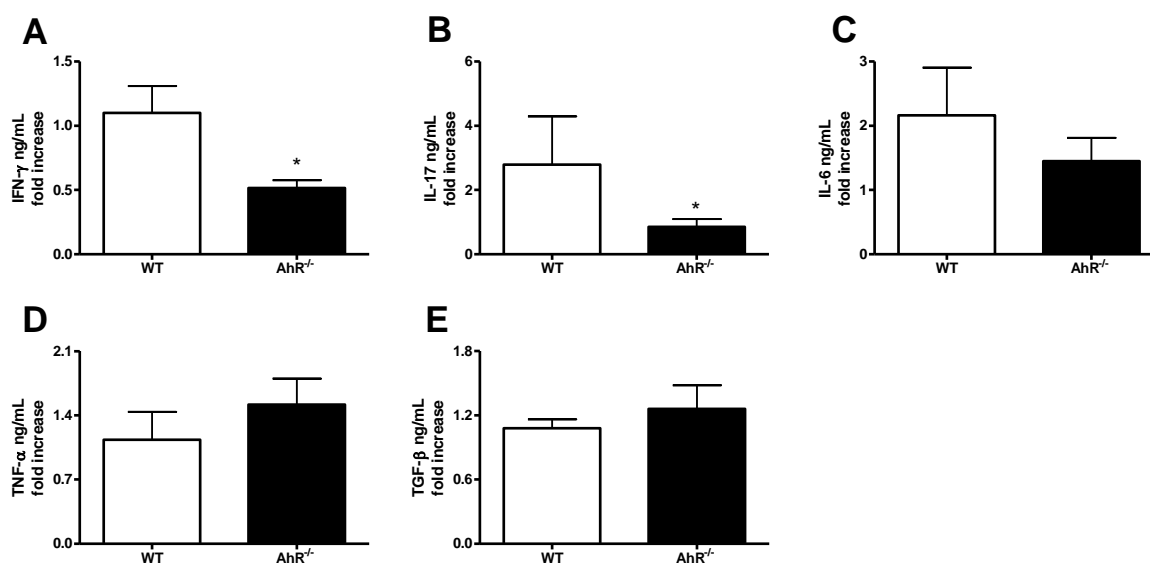 A
IFN-γ ng/mL
fold increase
1.5
1.0
0.5
0.0
*
WT
AhR-/-
B
IL-17 ng/mL
fold increase
6
4
2
0
*
WT
AhR-/-
C
IL-6 ng/mL
fold increase
3
2
1
0
WT
AhR-/-
D
TNF-α ng/mL
fold increase
2.1
1.4
0.7
0.0
WT
AhR-/-
E
TGF-β ng/mL
fold increase
1.8
1.2
0.6
0.0
WT
AhR-/-